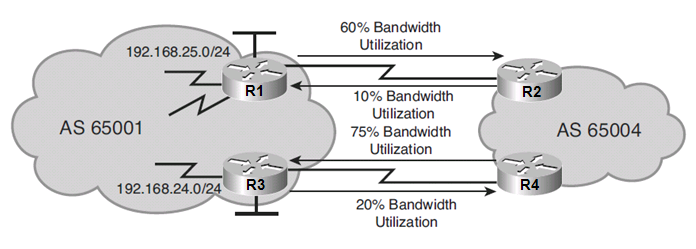 60% Bandwidth
Utilization
192.168.25.0/24
R1
R2
10% Bandwidth
Utilization
AS 65001
75% Bandwidth
Utilization
AS 65004
192.168.24.0/24
R3
R4
20% Bandwidth
Utilization